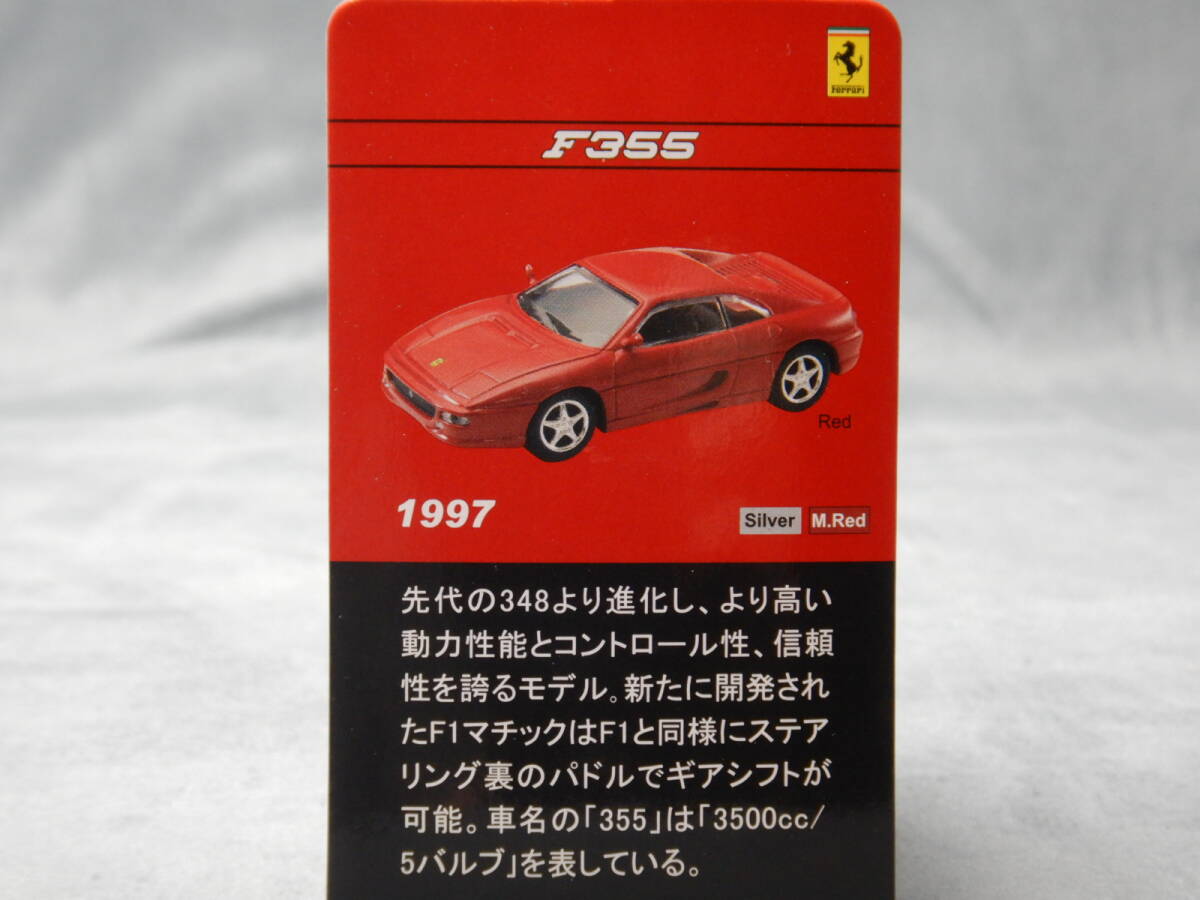 Ferrari
F355
Red
1997
Silver M.Red
先代の348より進化し、より高い
動力性能とコントロール性、信頼
性を誇るモデル。新たに開発され
たF1マチックはF1と同様にステア
リング裏のパドルでギアシフトが
可能。車名の「355」は「3500cc/
5バルブ」を表している。